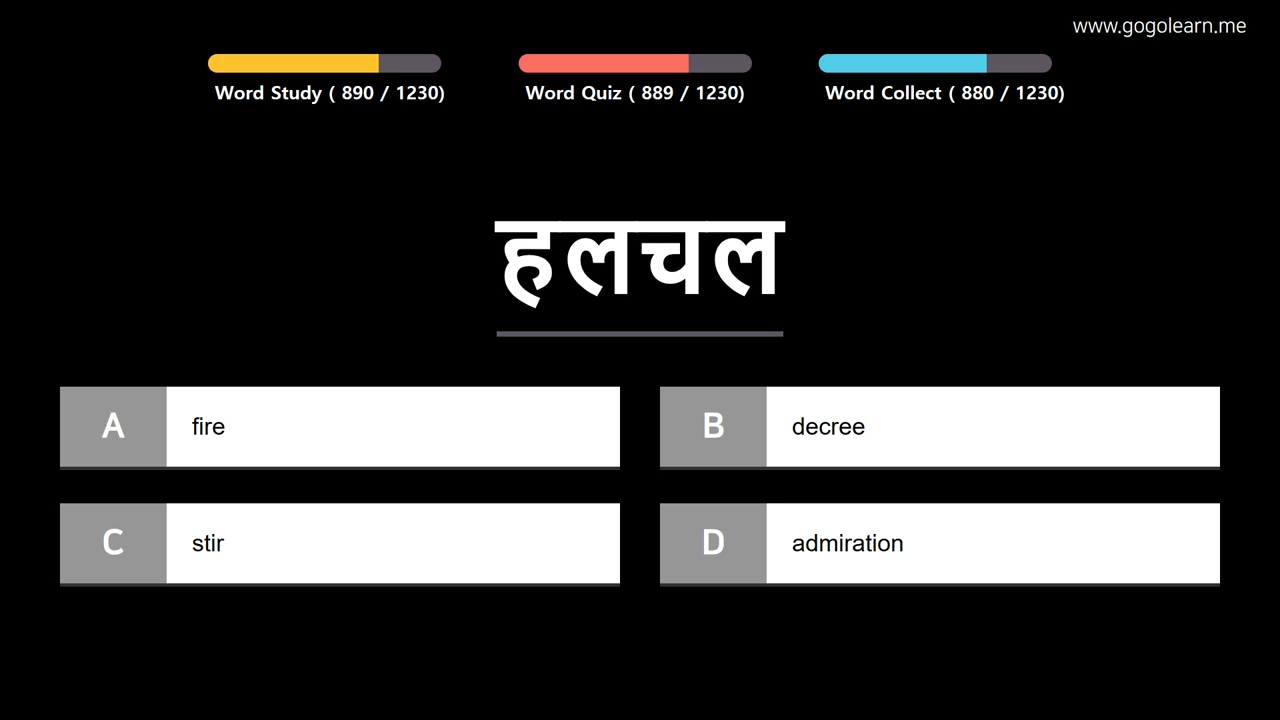 www.gogolearn.me
Word Study ( 890 / 1230)
Word Quiz ( 889 / 1230)
Word Collect ( 880 / 1230)
हलचल
A fire
B decree
C stir
D admiration